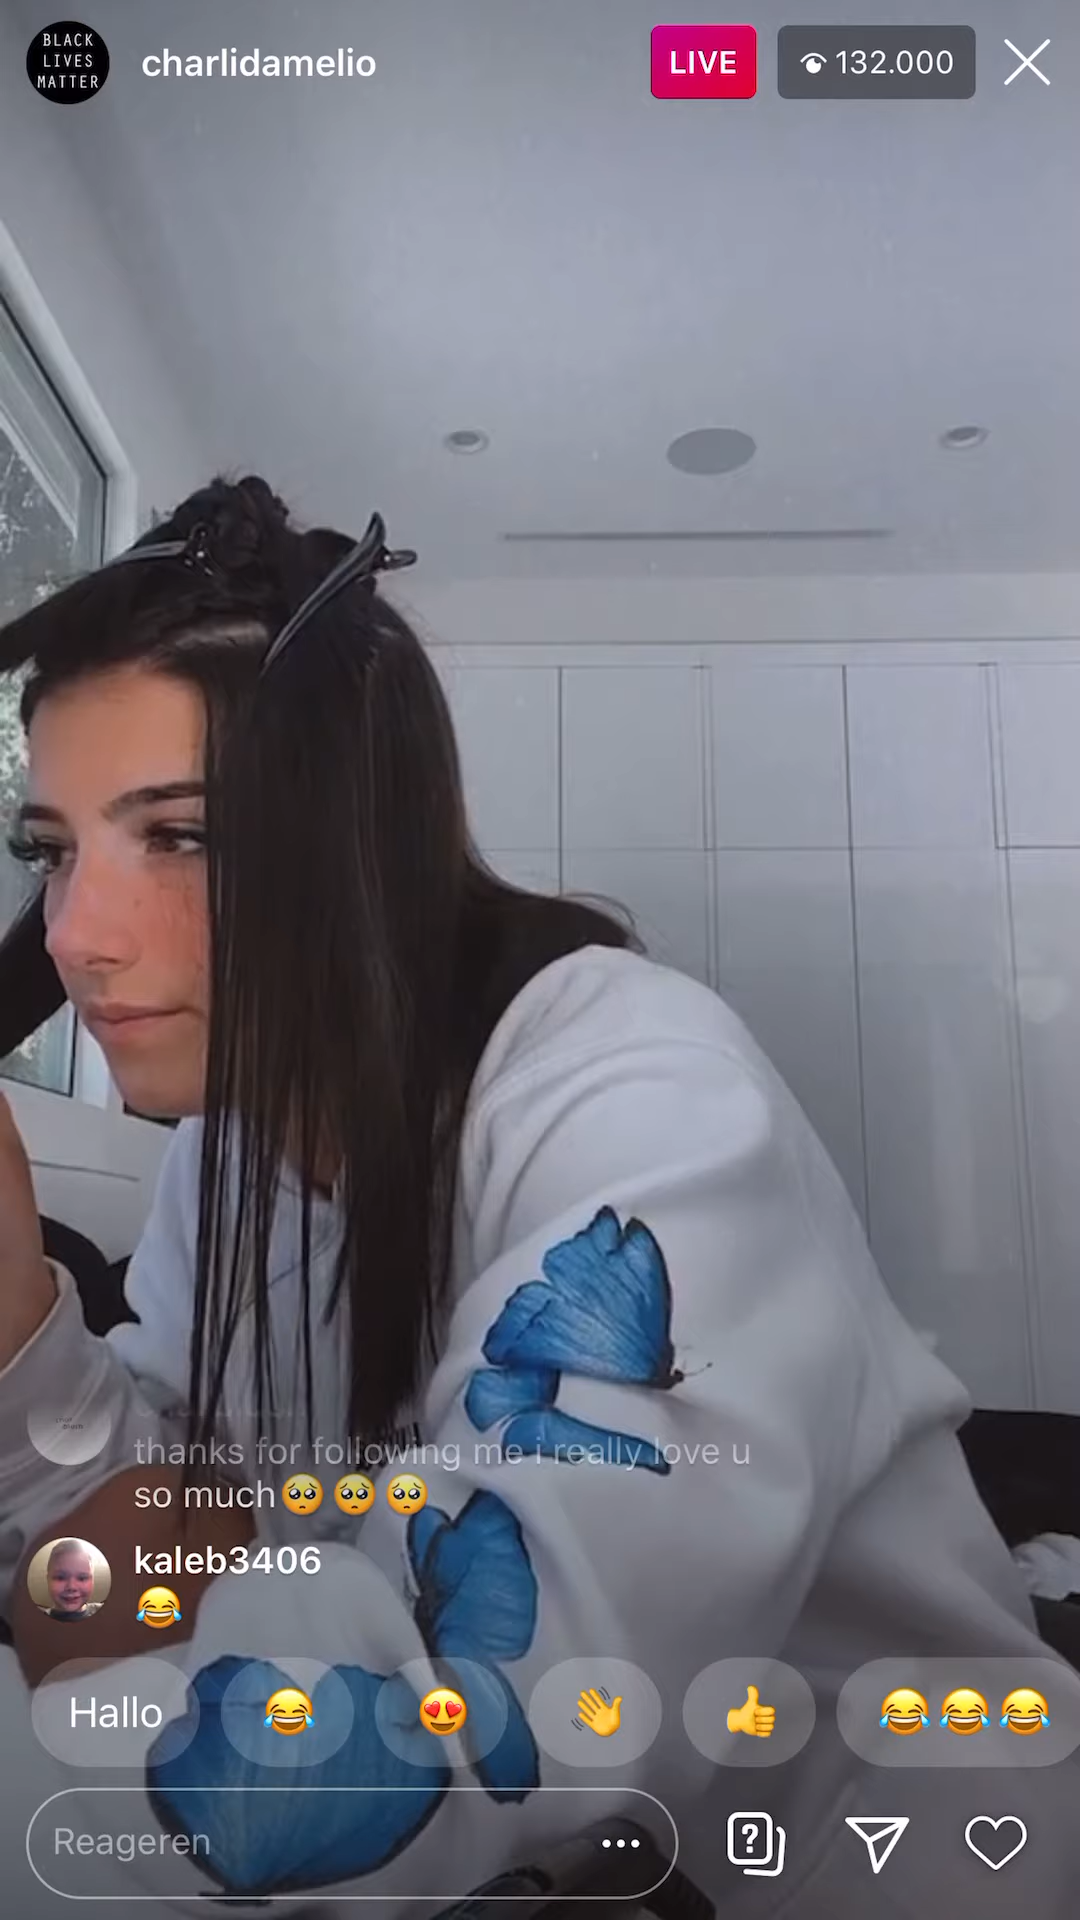 BLACK
LIVES
MATTER
charlidamelio
LIVE
132.000
thanks for following me i really love u
so much🥺🥺🥺
kaleb3406
😂
Hallo 😂 😍 👋 👍 😂😂😂
Reageren